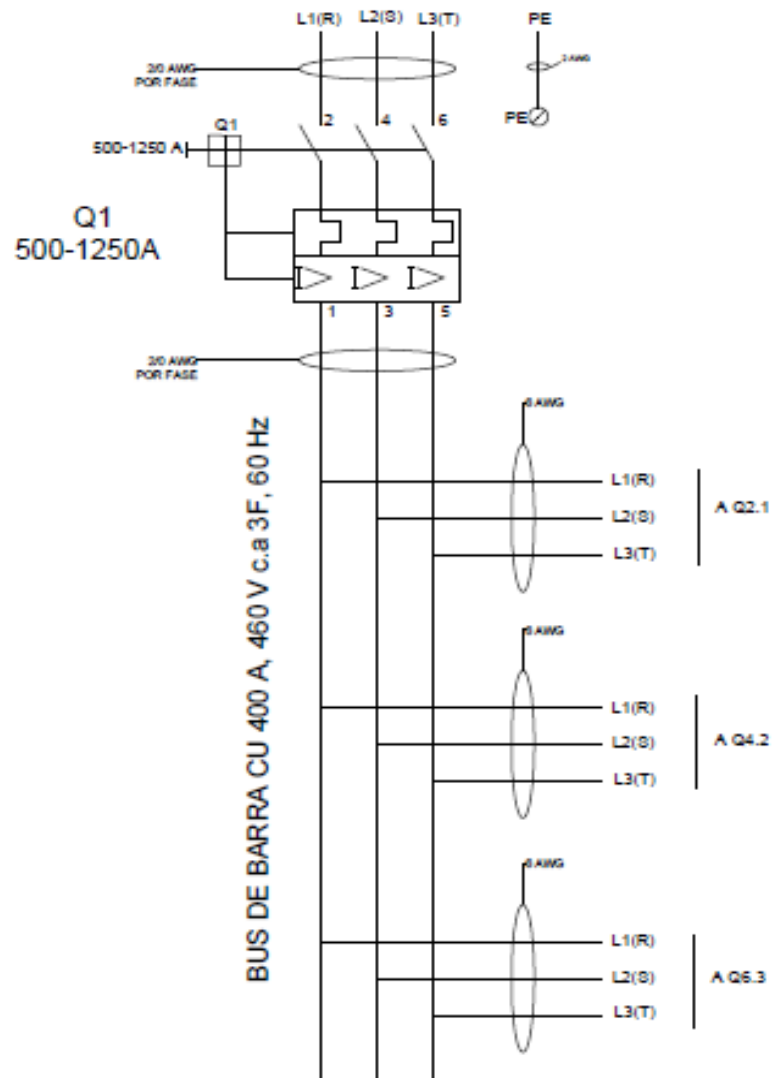 L1(R) L2(S) L3(T) PE
2/0 AWG
POR FASE
2 AWG
PE
Q1
2 4 6
500-1250 A
Q1
500-1250A
1 3 5
2/0 AWG
POR FASE
BUS DE BARRA CU 400 A, 460 V c.a 3F, 60 Hz
L1(R)
L2(S)
L3(T)
A Q2.1
L1(R)
L2(S)
L3(T)
A Q4.2
L1(R)
L2(S)
L3(T)
A Q6.3